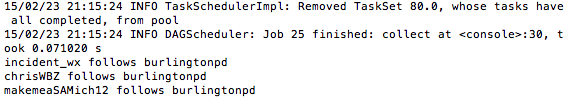 15/02/23 21:15:24 INFO TaskSchedulerImpl: Removed TaskSet 80.0, whose tasks have
 all completed, from pool
15/02/23 21:15:24 INFO DAGScheduler: Job 25 finished: collect at <console>:30, t
ook 0.071020 s
incident_wx follows burlingtonpd
chrisWBZ follows burlingtonpd
makemeaSAMich12 follows burlingtonpd